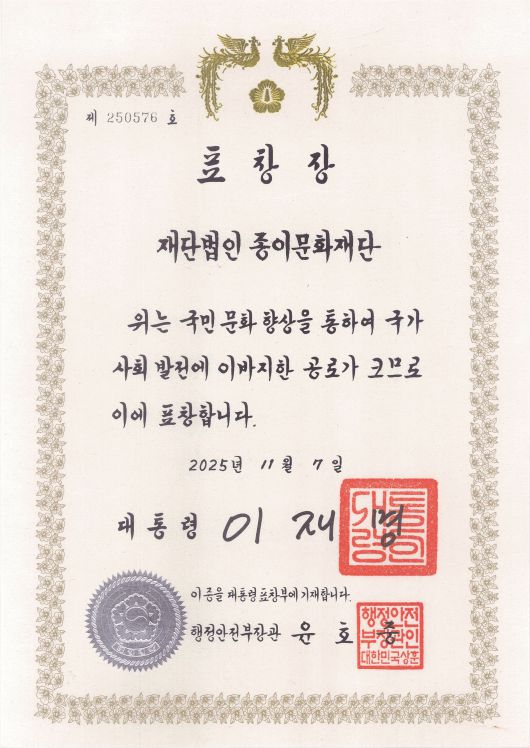 제 250576 호
표창장
재단법인 종이문화재단
위는 국민 문화 향상을 통하여 국가
사회 발전에 이바지한 공로가 크므로
이에 표창합니다.
2025년 11월 7일
대통령 이재명
이 증을 대통령 표창부에 기재합니다.
행정안전부장관 윤호중
행정안전
부장관인
대한민국상훈